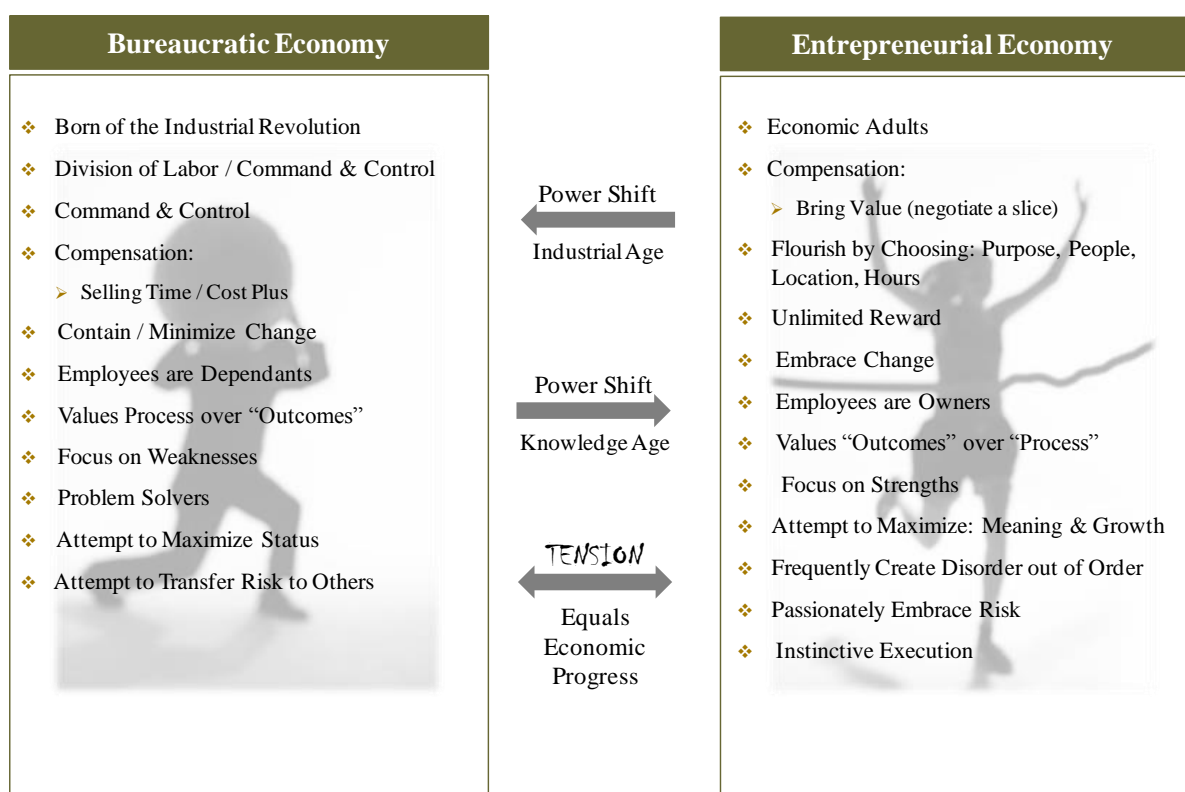 Bureaucratic Economy
Born of the Industrial Revolution
Division of Labor / Command & Control
Command & Control
Compensation:
Selling Time / Cost Plus
Contain / Minimize Change
Employees are Dependants
Values Process over “Outcomes”
Focus on Weaknesses
Problem Solvers
Attempt to Maximize Status
Attempt to Transfer Risk to Others
Power Shift
Industrial Age
Power Shift
Knowledge Age
TENSION
Equals
Economic
Progress
Entrepreneurial Economy
Economic Adults
Compensation:
Bring Value (negotiate a slice)
Flourish by Choosing: Purpose, People,
Location, Hours
Unlimited Reward
Embrace Change
Employees are Owners
Values “Outcomes” over “Process”
Focus on Strengths
Attempt to Maximize: Meaning & Growth
Frequently Create Disorder out of Order
Passionately Embrace Risk
Instinctive Execution